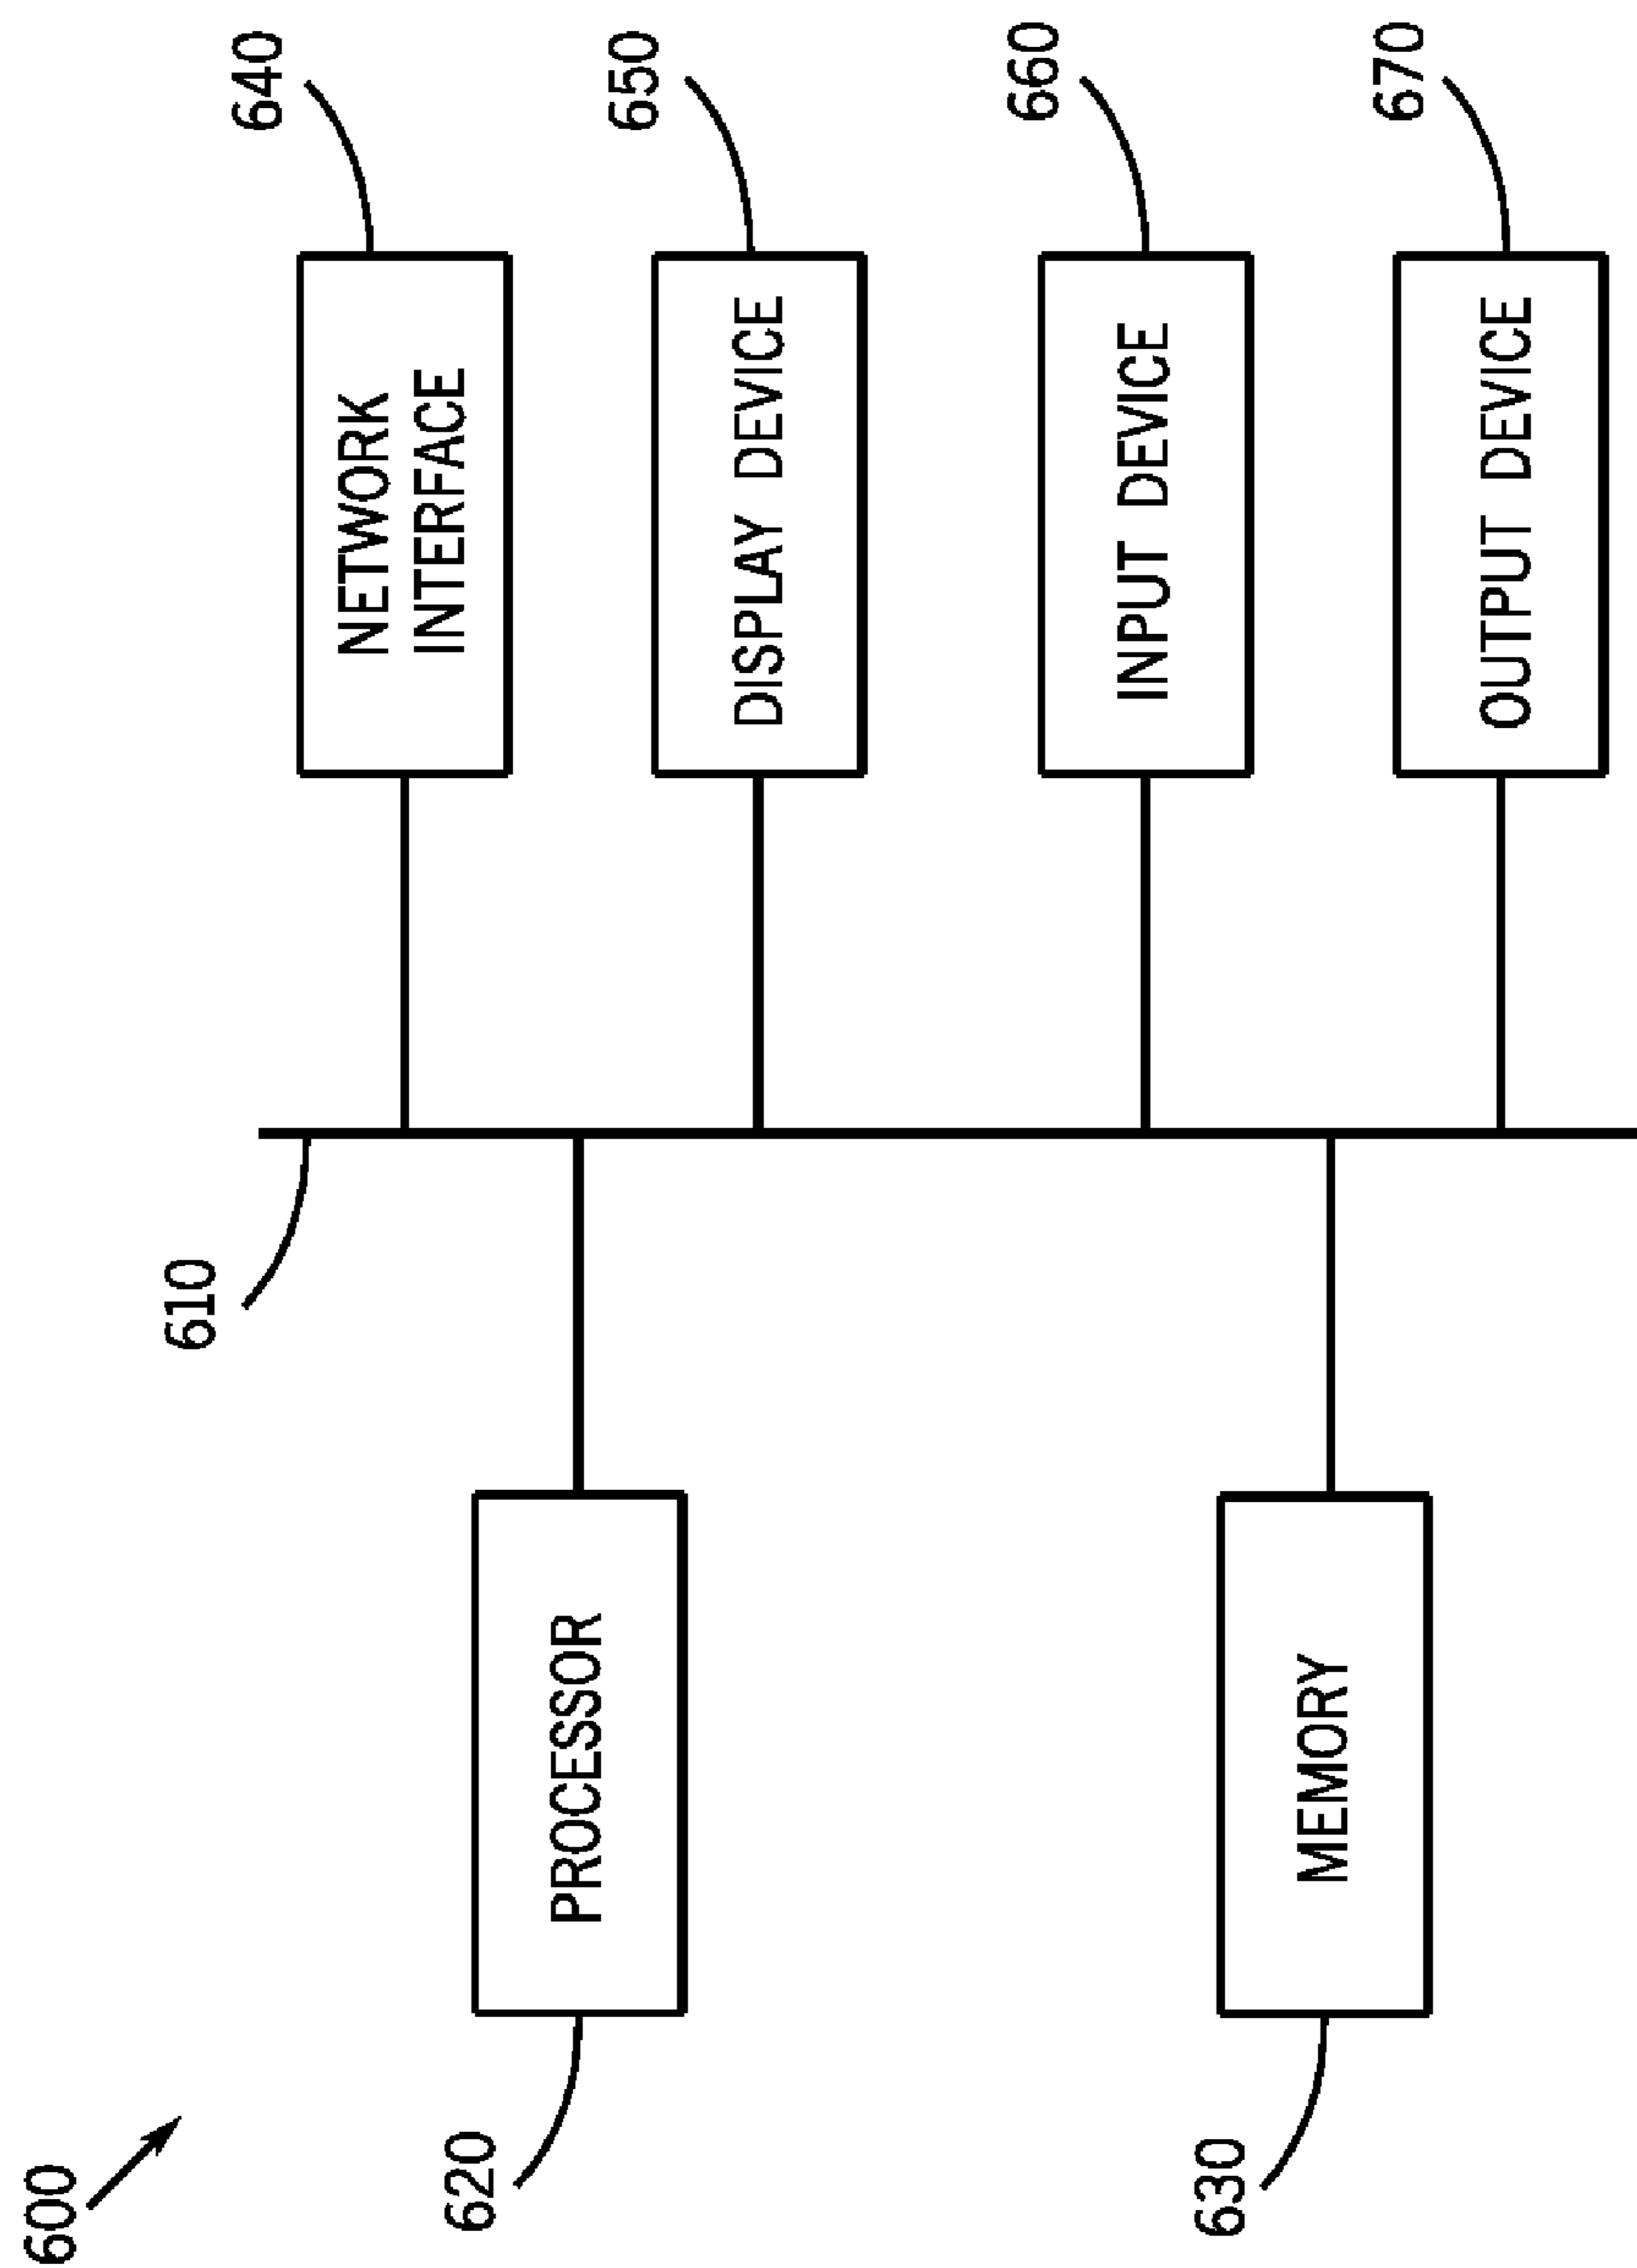 600
610
620
PROCESSOR
630
MEMORY
640
NETWORK
INTERFACE
650
DISPLAY DEVICE
660
INPUT DEVICE
670
OUTPUT DEVICE